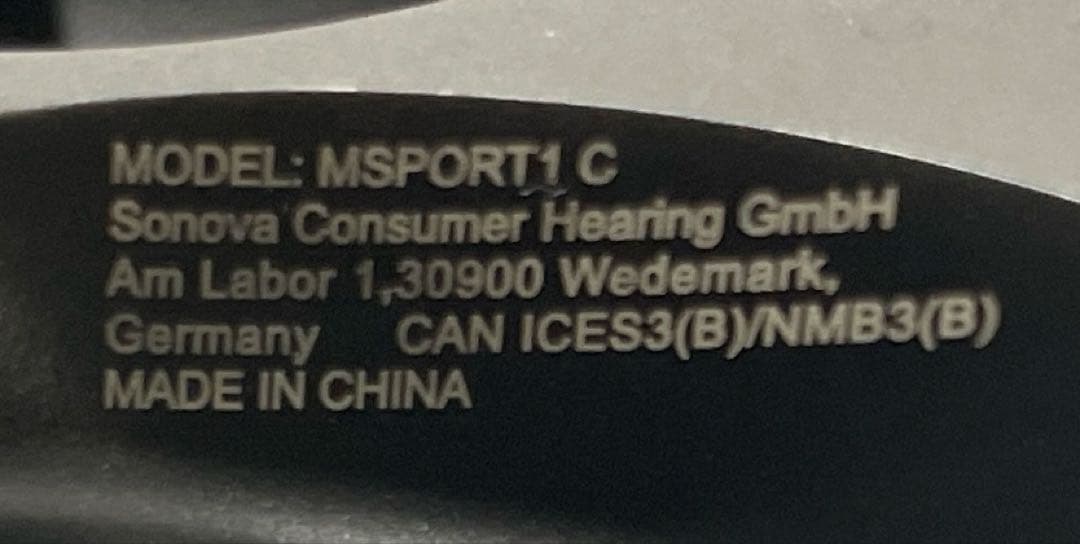 MODEL: MSPORT1 C
Sonova Consumer Hearing GmbH
Am Labor 1,30900 Wedemark,
Germany CAN ICES3(B)/NMB3(B)
MADE IN CHINA